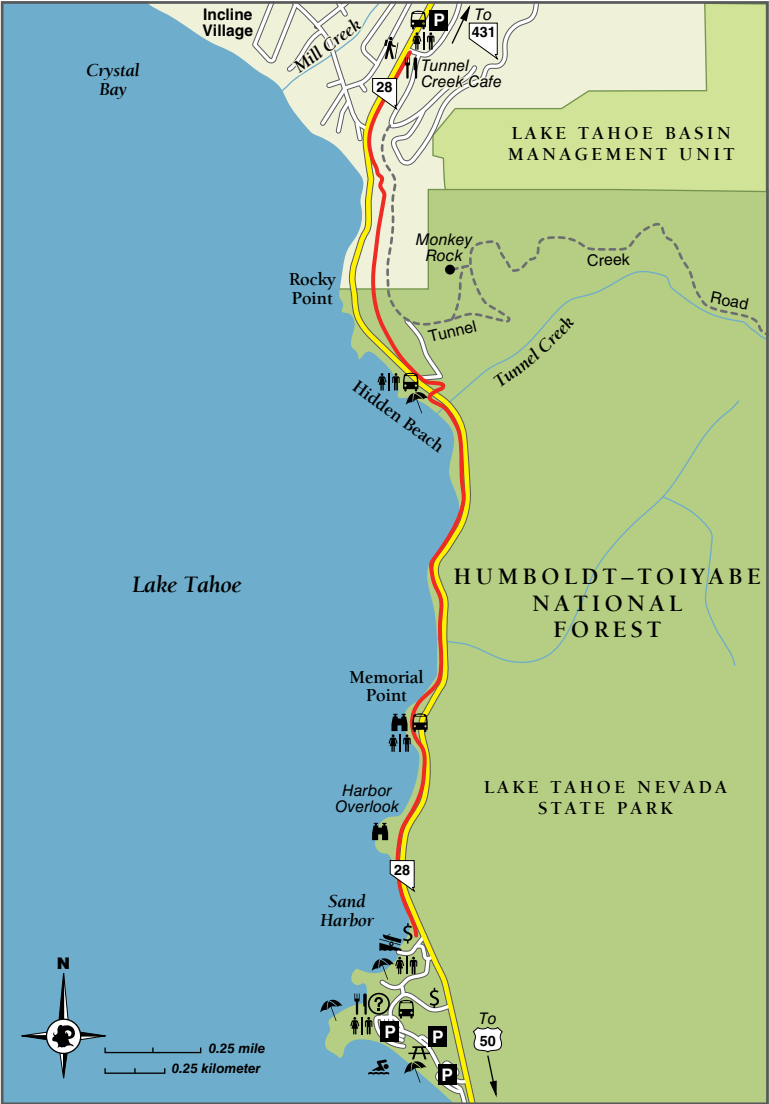 Incline
Village
Mill Creek
P
To
431
Crystal
Bay
Tunnel
Creek Cafe
28
LAKE TAHOE BASIN
MANAGEMENT UNIT
Monkey
Rock
Creek
Road
Rocky
Point
Tunnel
Tunnel Creek
Hidden Beach
Lake Tahoe
HUMBOLDT–TOIYABE
NATIONAL
FOREST
Memorial
Point
Harbor
Overlook
LAKE TAHOE NEVADA
STATE PARK
28
Sand
Harbor
$
N
?
$
P
P
P
To
50
0.25 mile
0.25 kilometer